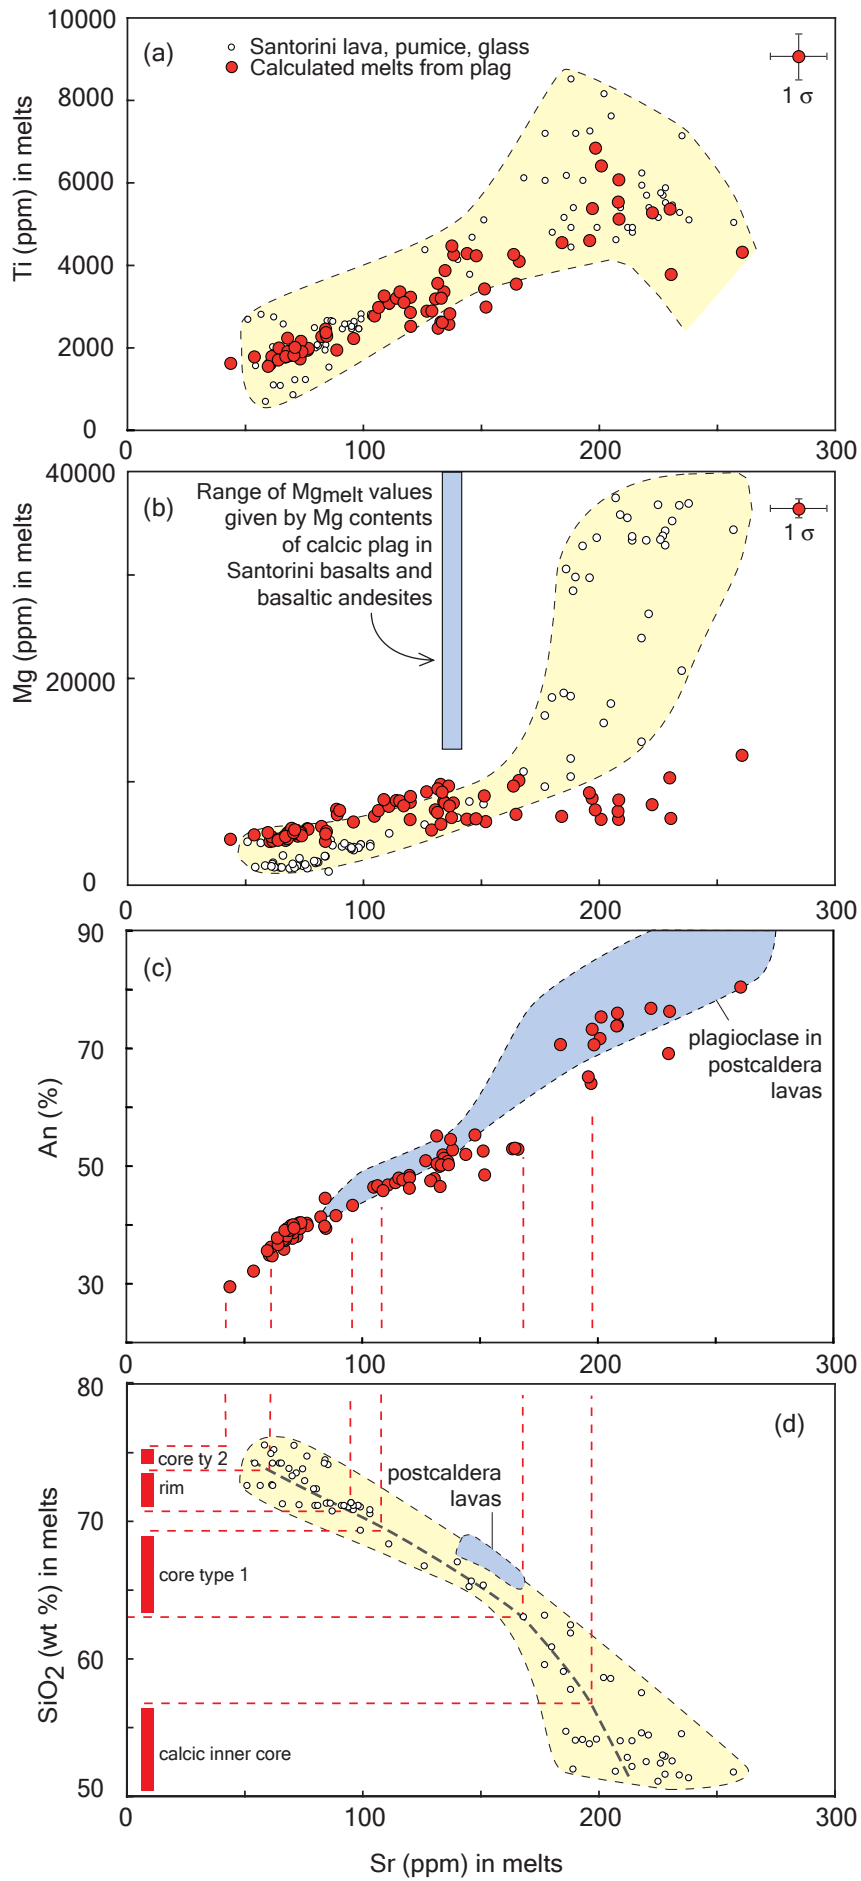 10000
8000
6000
4000
2000
0
Ti (ppm) in melts
(a)
Santorini lava, pumice, glass
Calculated melts from plag
1 σ
0
100
200
300
40000
20000
0
Mg (ppm) in melts
(b)
Range of Mgmelt values
given by Mg contents
of calcic plag in
Santorini basalts and
basaltic andesites
1 σ
0
100
200
300
90
70
50
30
An (%)
(c)
plagioclase in
postcaldera
lavas
0
100
200
300
80
70
60
50
SiO2 (wt %) in melts
(d)
core ty 2
rim
core type 1
calcic inner core
postcaldera
lavas
0
100
200
300
Sr (ppm) in melts